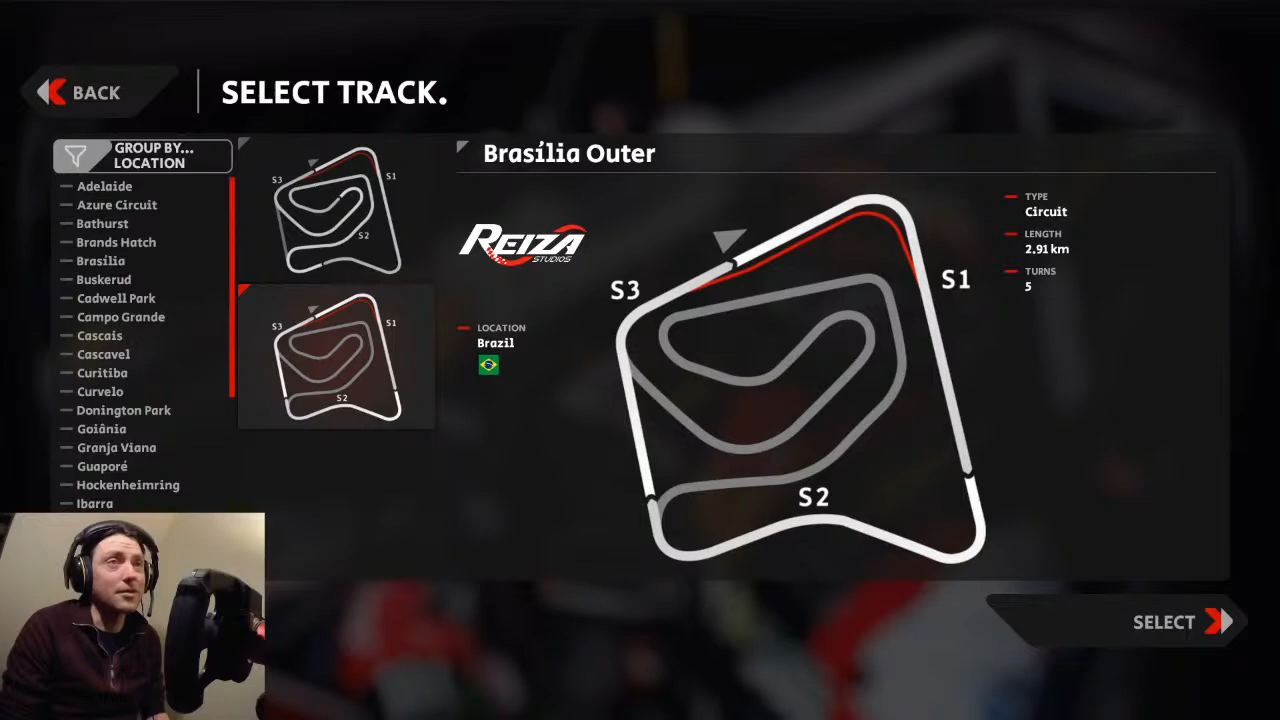 BACK
SELECT TRACK.
GROUP BY...
LOCATION
Adelaide
Azure Circuit
Bathurst
Brands Hatch
Brasilia
Buskerud
Cadwell Park
Campo Grande
Cascais
Cascavel
Curitiba
Curvelo
Donington Park
Goiânia
Granja Viana
Guaporé
Hockenheimring
Ibarra
S3
S1
S2
S3
S1
S2
Brasília Outer
REIZA
STUDIOS
LOCATION
Brazil
S3
S1
S2
TYPE
Circuit
LENGTH
2.91 km
TURNS
5
SELECT